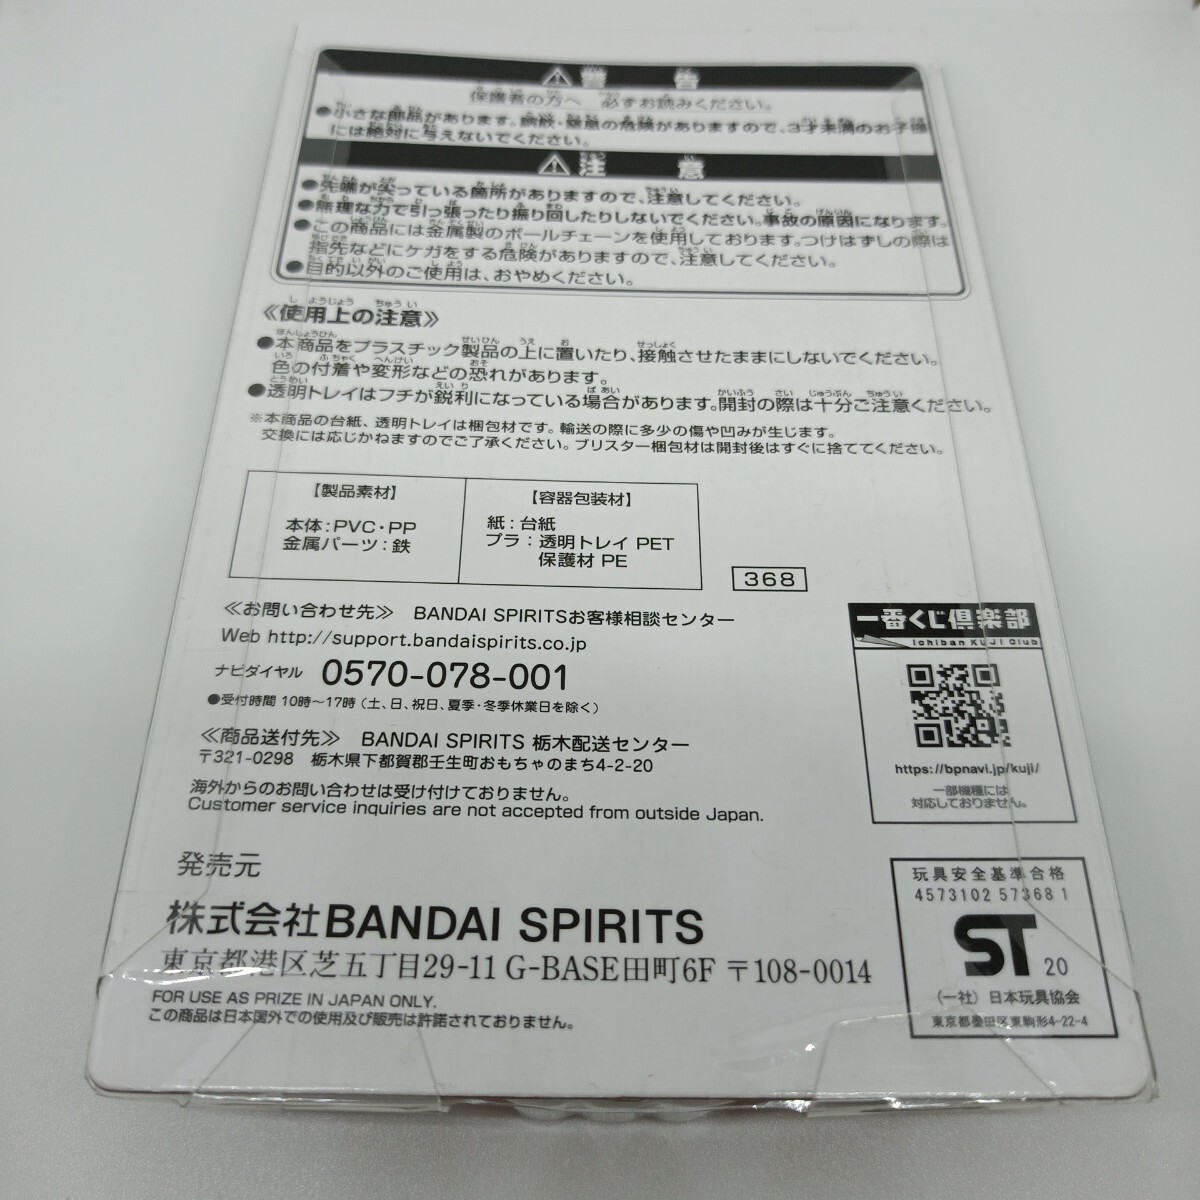 ⚠警告
保護者の方へ 必ずお読みください。
●小さな部品があります。誤飲・窒息の危険がありますので、3才未満のお子様
には絶対に与えないでください。
⚠注意
●先端が尖っている箇所がありますので、注意してください。
●無理な力で引っ張ったり振り回したりしないでください。事故の原因になります。
●この商品には金属製のボールチェーンを使用しております。つけはずしの際は
指先などにケガをする危険がありますので、注意してください。
●目的以外のご使用は、おやめください。
《使用上の注意》
●本商品をプラスチック製品の上に置いたり、接触させたままにしないでください。
色の付着や変形などの恐れがあります。
●透明トレイはフチが鋭利になっている場合があります。開封の際は十分ご注意ください。
※本商品の台紙、透明トレイは梱包材です。輸送の際に多少の傷や凹みが生じます。
交換には応じかねますのでご了承ください。ブリスター梱包材は開封後はすぐに捨ててください。
【製品素材】
本体:PVC・PP
金属パーツ:鉄
【容器包装材】
紙:台紙
プラ:透明トレイ PET
保護材 PE
368
≪お問い合わせ先≫ BANDAI SPIRITSお客様相談センター
Web http://support.bandaispirits.co.jp
ナビダイヤル 0570-078-001
●受付時間 10時～17時(土、日、祝日、夏季・冬季休業日を除く)
≪商品送付先≫ BANDAI SPIRITS 栃木配送センター
〒321-0298 栃木県下都賀郡壬生町おもちゃのまち4-2-20
海外からのお問い合わせは受け付けておりません。
Customer service inquiries are not accepted from outside Japan.
一番くじ倶楽部
Ichiban KUJI Club
https://bpnavi.jp/kuji/
一部機種には
対応しておりません。
発売元
株式会社BANDAI SPIRITS
東京都港区芝五丁目29-11 G-BASE田町6F 〒108-0014
FOR USE AS PRIZE IN JAPAN ONLY.
この商品は日本国外での使用及び販売は許諾されておりません。
玩具安全基準合格
4573102 57368 1
ST 20
(一社)日本玩具協会
東京都墨田区東駒形4-22-4